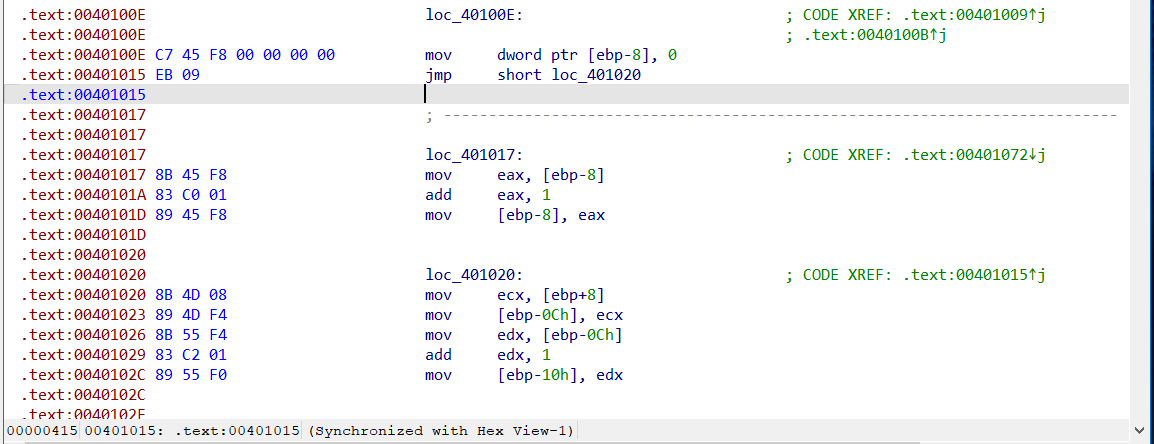 .text:0040100E loc_40100E: ; CODE XREF: .text:00401009↑j
.text:0040100E ; .text:0040100B↑j
.text:0040100E C7 45 F8 00 00 00 00 mov dword ptr [ebp-8], 0
.text:00401015 EB 09 jmp short loc_401020
.text:00401015
.text:00401017 ; ---------------------------------------------------------------------------
.text:00401017
.text:00401017 loc_401017: ; CODE XREF: .text:00401072↓j
.text:00401017 8B 45 F8 mov eax, [ebp-8]
.text:0040101A 83 C0 01 add eax, 1
.text:0040101D 89 45 F8 mov [ebp-8], eax
.text:0040101D
.text:00401020
.text:00401020 loc_401020: ; CODE XREF: .text:00401015↑j
.text:00401020 8B 4D 08 mov ecx, [ebp+8]
.text:00401023 89 4D F4 mov [ebp-0Ch], ecx
.text:00401026 8B 55 F4 mov edx, [ebp-0Ch]
.text:00401029 83 C2 01 add edx, 1
.text:0040102C 89 55 F0 mov [ebp-10h], edx
.text:0040102C
.text:0040102F
00000415 00401015: .text:00401015 (Synchronized with Hex View-1)